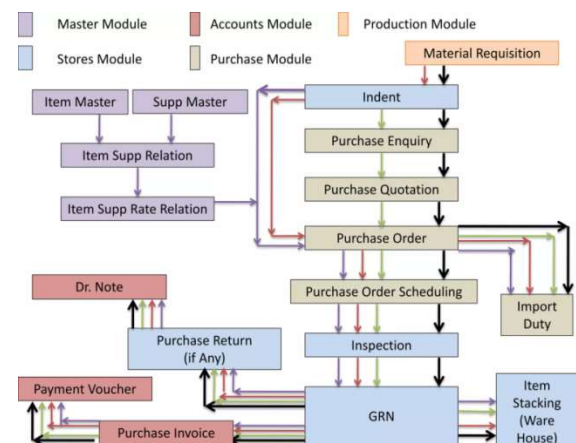 Master Module
Accounts Module
Production Module
Stores Module
Purchase Module
Material Requisition
Item Master
Supp Master
Indent
Purchase Enquiry
Item Supp Relation
Purchase Quotation
Item Supp Rate Relation
Purchase Order
Dr. Note
Purchase Order Scheduling
Import
Duty
Purchase Return
(if Any)
Inspection
Payment Voucher
GRN
Item
Stacking
(Ware
House)
Purchase Invoice